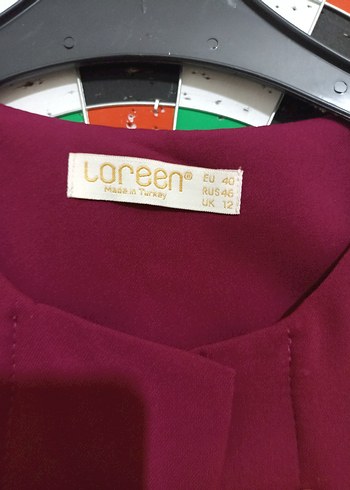 Loreen®
Made in Turkey
EU 40
RUS 46
UK 12